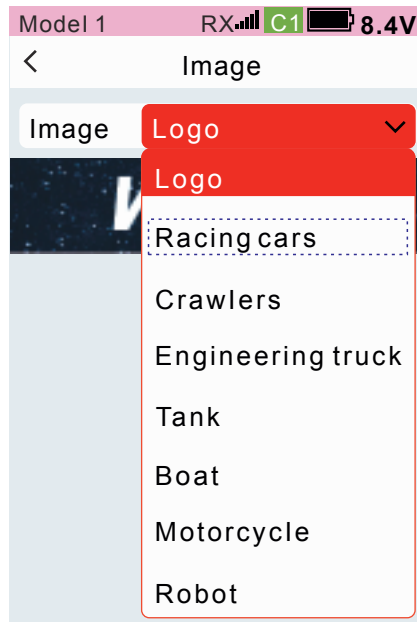 Model 1 RX C1 8.4V
Image
Image Logo
Logo
Racing cars
Crawlers
Engineering truck
Tank
Boat
Motorcycle
Robot